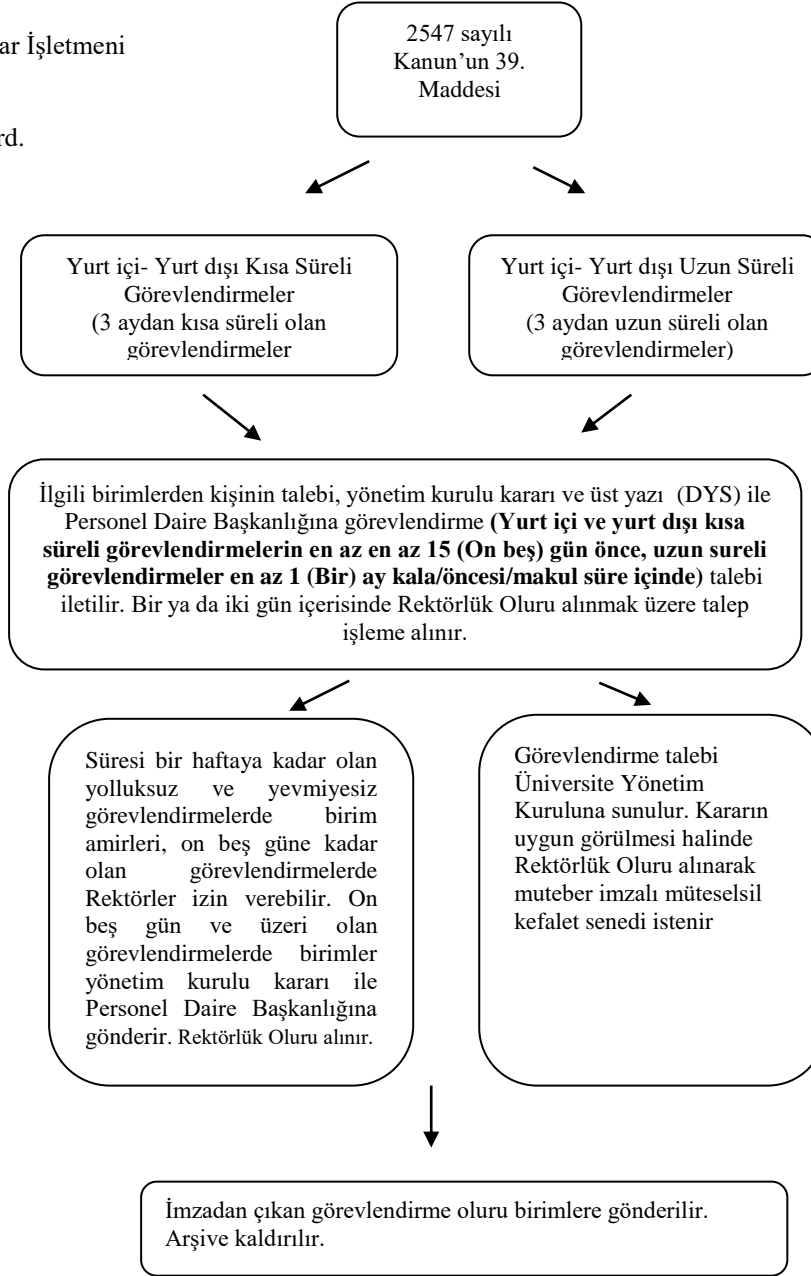 ar İşletmeni
rd.
2547 sayılı
Kanun’un 39.
Maddesi
Yurt içi- Yurt dışı Kısa Süreli
Görevlendirmeler
(3 aydan kısa süreli olan
görevlendirmeler
Yurt içi- Yurt dışı Uzun Süreli
Görevlendirmeler
(3 aydan uzun süreli olan
görevlendirmeler)
İlgili birimlerden kişinin talebi, yönetim kurulu kararı ve üst yazı (DYS) ile
Personel Daire Başkanlığına görevlendirme (Yurt içi ve yurt dışı kısa
süreli görevlendirmelerin en az en az 15 (On beş) gün önce, uzun sureli
görevlendirmeler en az 1 (Bir) ay kala/öncesi/makul süre içinde) talebi
iletilir. Bir ya da iki gün içerisinde Rektörlük Oluru alınmak üzere talep
işleme alınır.
Süresi bir haftaya kadar olan
yolluksuz ve yevmiyesiz
görevlendirmelerde birim
amirleri, on beş güne kadar
olan görevlendirmelerde
Rektörler izin verebilir. On
beş gün ve üzeri olan
görevlendirmelerde birimler
yönetim kurulu kararı ile
Personel Daire Başkanlığına
gönderir. Rektörlük Oluru alınır.
Görevlendirme talebi
Üniversite Yönetim
Kuruluna sunulur. Kararın
uygun görülmesi halinde
Rektörlük Oluru alınarak
muteber imzalı müteselsil
kefalet senedi istenir
İmzadan çıkan görevlendirme oluru birimlere gönderilir.
Arşive kaldırılır.